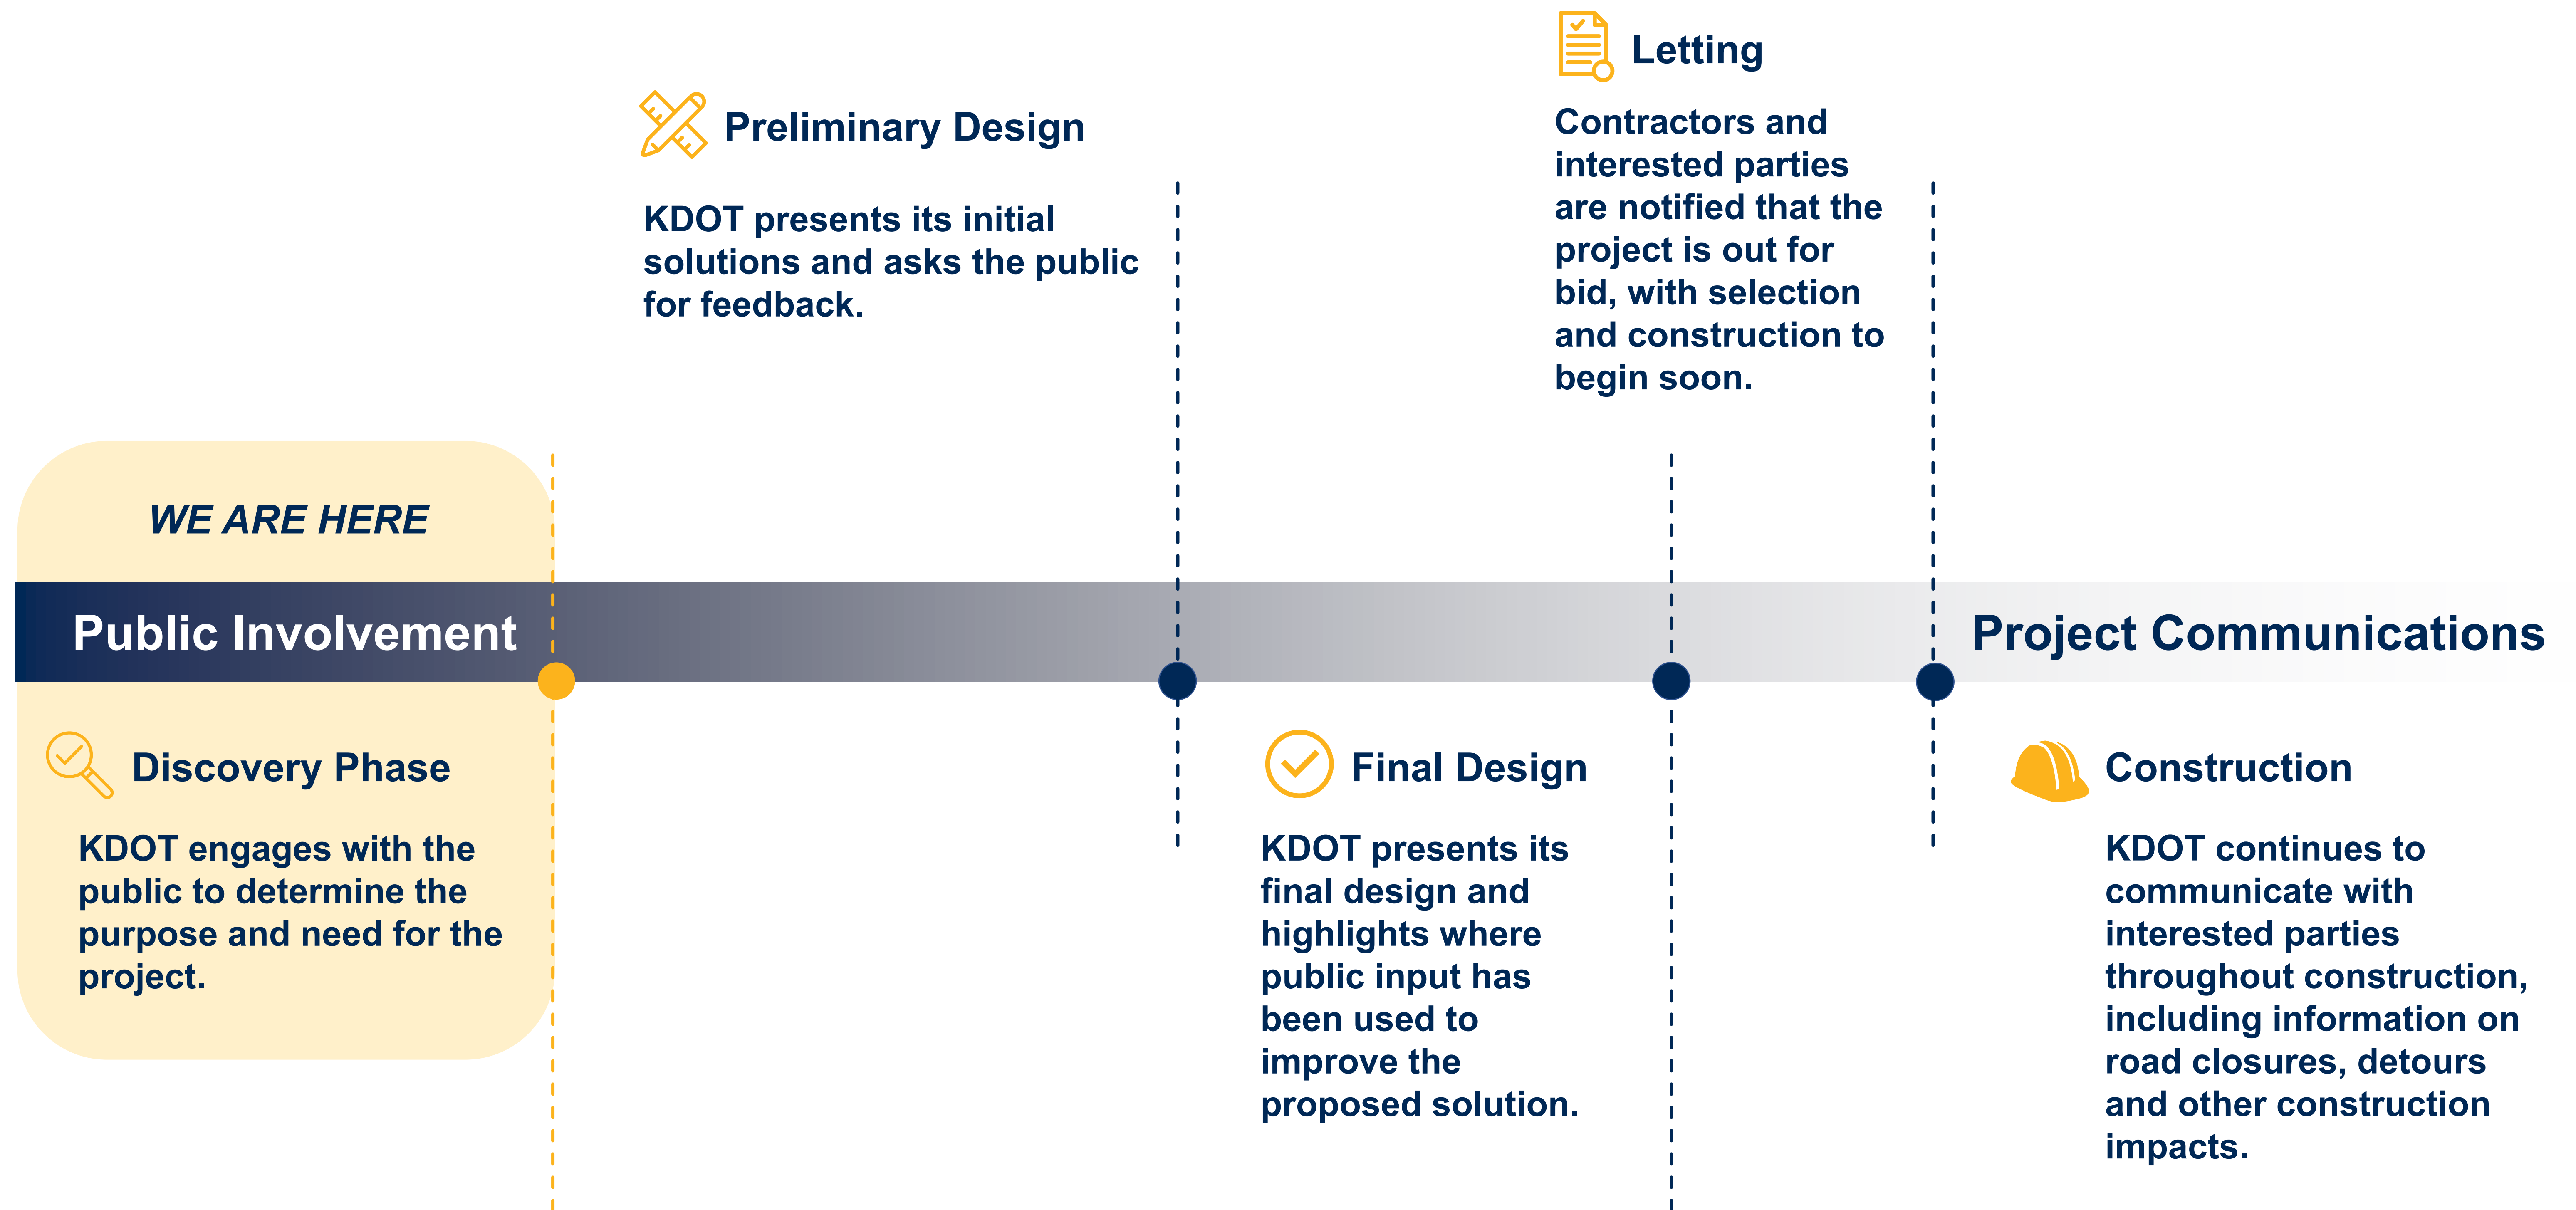 Letting
Contractors and
interested parties
are notified that the
project is out for
bid, with selection
and construction to
begin soon.
Preliminary Design
KDOT presents its initial
solutions and asks the public
for feedback.
WE ARE HERE
Public Involvement
Project Communications
Discovery Phase
KDOT engages with the
public to determine the
purpose and need for the
project.
Final Design
KDOT presents its
final design and
highlights where
public input has
been used to
improve the
proposed solution.
Construction
KDOT continues to
communicate with
interested parties
throughout construction,
including information on
road closures, detours
and other construction
impacts.